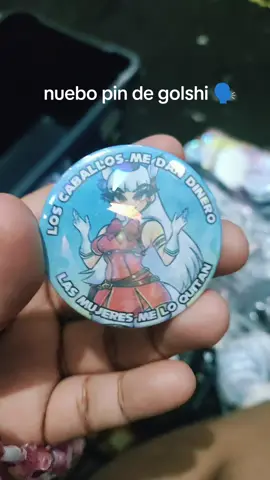 nuebo pin de golshi 🗣️
LOS CABALLOS ME DAN DINERO
LAS MUJERES ME LO QUITAN